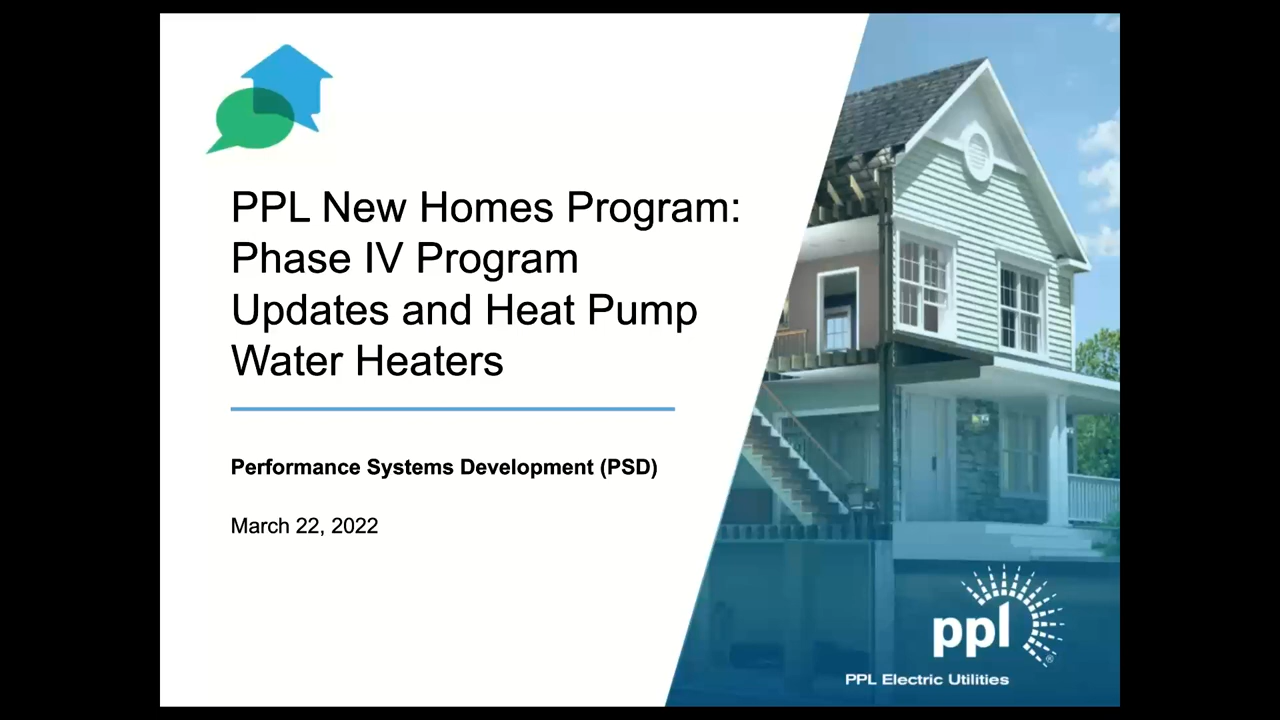 PPL New Homes Program:
Phase IV Program
Updates and Heat Pump
Water Heaters
Performance Systems Development (PSD)
March 22, 2022
ppl
®
PPL Electric Utilities